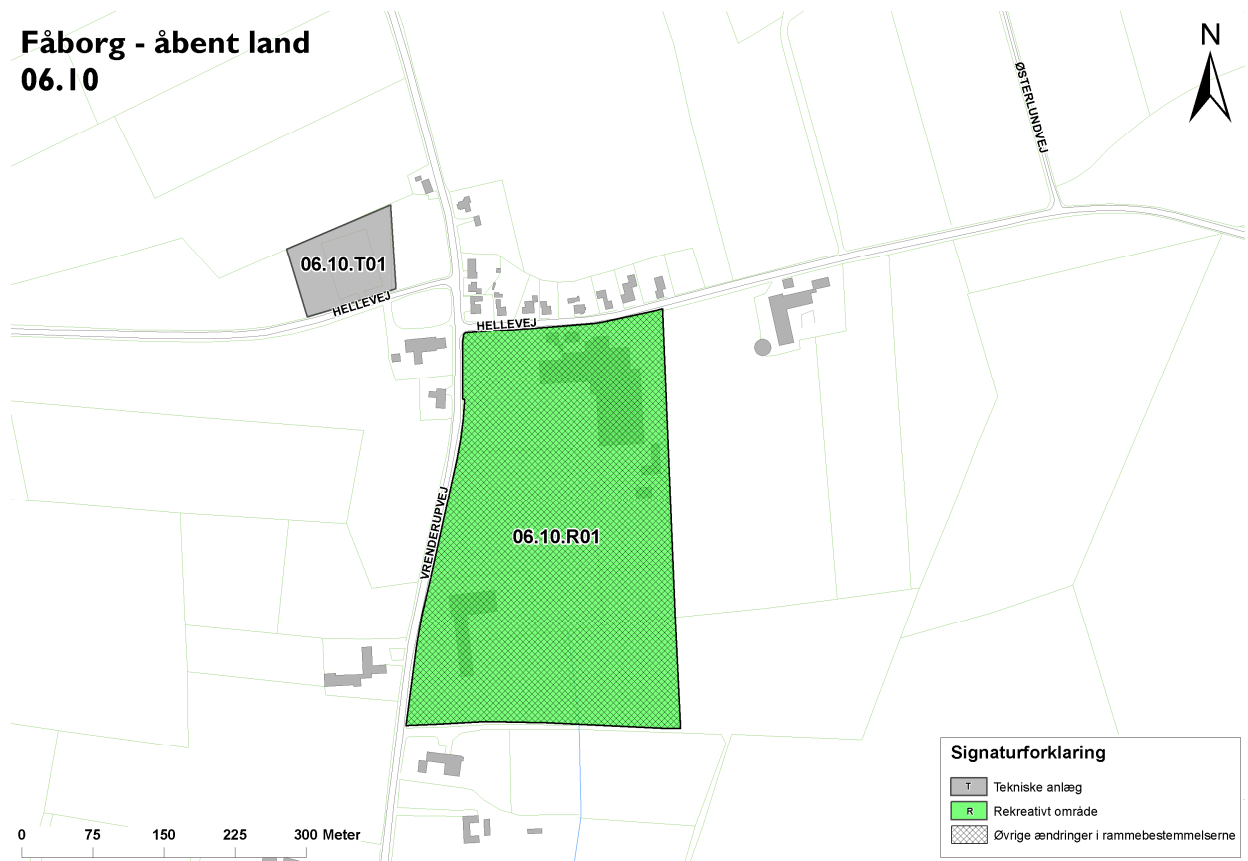 Fåborg - åbent land
06.10
N
ØSTERLUNDVEJ
06.10.T01
HELLEVEJ
HELLEVEJ
VRENDERUPVEJ
06.10.R01
Signaturforklaring
T Tekniske anlæg
R Rekreativt område
Øvrige ændringer i rammebestemmelserne
0 75 150 225 300 Meter